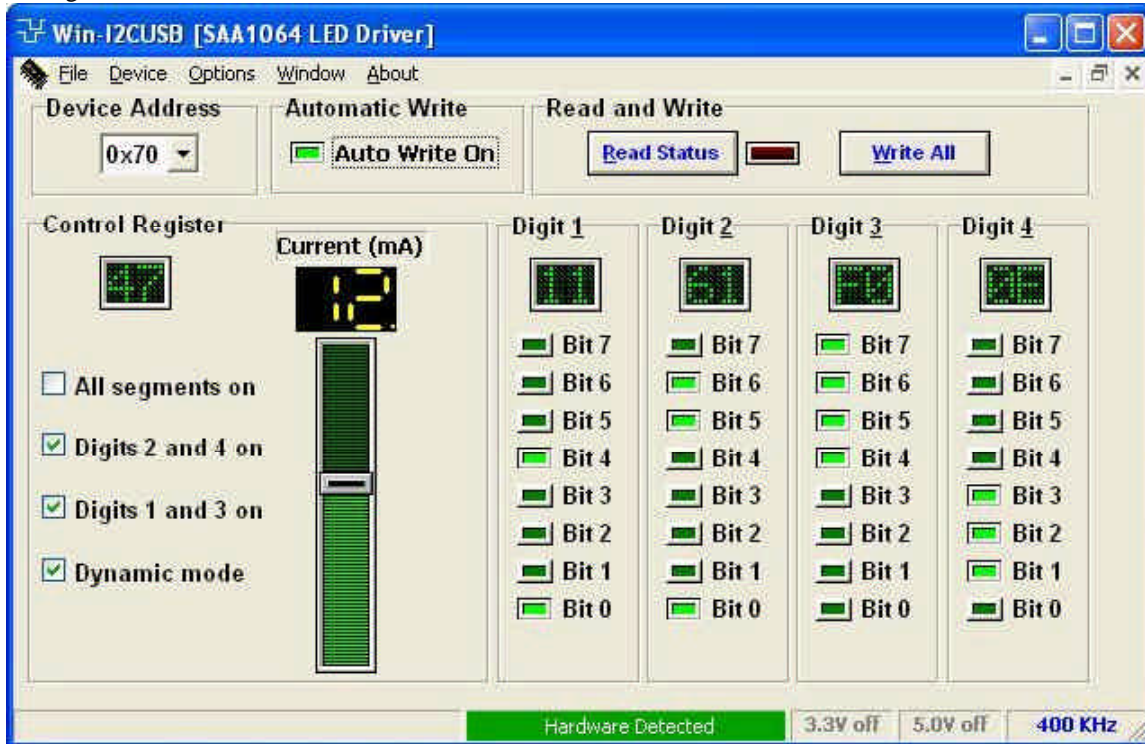 Win-I2CUSB [SAA1064 LED Driver]
File Device Options Window About
Device Address
0x70
Automatic Write
Auto Write On
Read and Write
Read Status
Write All
Control Register
47
Current (mA)
12
All segments on
Digits 2 and 4 on
Digits 1 and 3 on
Dynamic mode
Digit 1
11
Bit 7
Bit 6
Bit 5
Bit 4
Bit 3
Bit 2
Bit 1
Bit 0
Digit 2
61
Bit 7
Bit 6
Bit 5
Bit 4
Bit 3
Bit 2
Bit 1
Bit 0
Digit 3
F0
Bit 7
Bit 6
Bit 5
Bit 4
Bit 3
Bit 2
Bit 1
Bit 0
Digit 4
0E
Bit 7
Bit 6
Bit 5
Bit 4
Bit 3
Bit 2
Bit 1
Bit 0
Hardware Detected
3.3V off
5.0V off
400 KHz